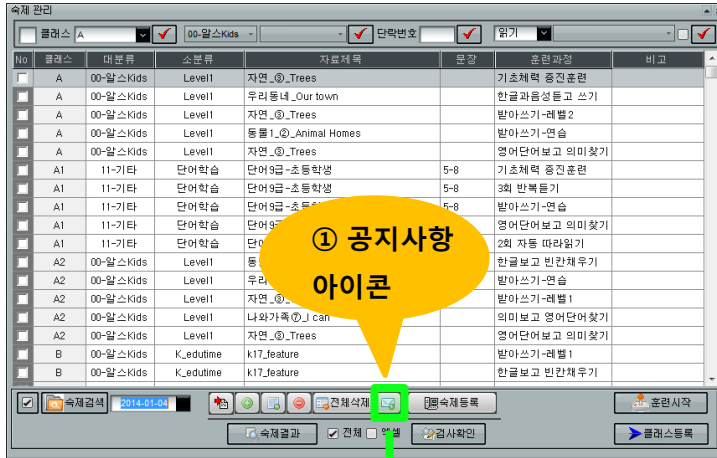 숙제 관리
클래스 A 00-알스Kids 단락번호 읽기
No 클래스 대분류 소분류 자료제목 문장 훈련과정 비고
A 00-알스Kids Level1 자연_③_Trees 기초체력 증진훈련
A 00-알스Kids Level1 우리동네_Our town 한글과음성듣고 쓰기
A 00-알스Kids Level1 자연_③_Trees 받아쓰기-레벨2
A 00-알스Kids Level1 동물1_②_Animal Homes 받아쓰기-연습
A 00-알스Kids Level1 자연_③_Trees 영어단어보고 의미찾기
A1 11-기타 단어학습 단어9급-초등학생 5-8 기초체력 증진훈련
A1 11-기타 단어학습 단어9급-초등학생 5-8 3회 반복듣기
A1 11-기타 단어학습 단어9급-초등학생 5-8 받아쓰기-연습
A1 11-기타 단어학습 영어단어보고 의미찾기
A1 11-기타 단어학습 2회 자동 따라읽기
A2 00-알스Kids Level1 한글보고 빈칸채우기
A2 00-알스Kids Level1 받아쓰기-연습
A2 00-알스Kids Level1 자연_③ 받아쓰기-레벨1
A2 00-알스Kids Level1 나와가족⑦_I can 의미보고 영어단어찾기
A2 00-알스Kids Level1 자연_③_Trees 영어단어보고 의미찾기
B 00-알스Kids K_edutime k17_feature 받아쓰기-레벨1
B 00-알스Kids K_edutime k17_feature 한글보고 빈칸채우기
① 공지사항
아이콘
숙제검색 2014-01-04 전체삭제 숙제등록 훈련시작
숙제결과 전체 엑셀 검사확인 클래스등록